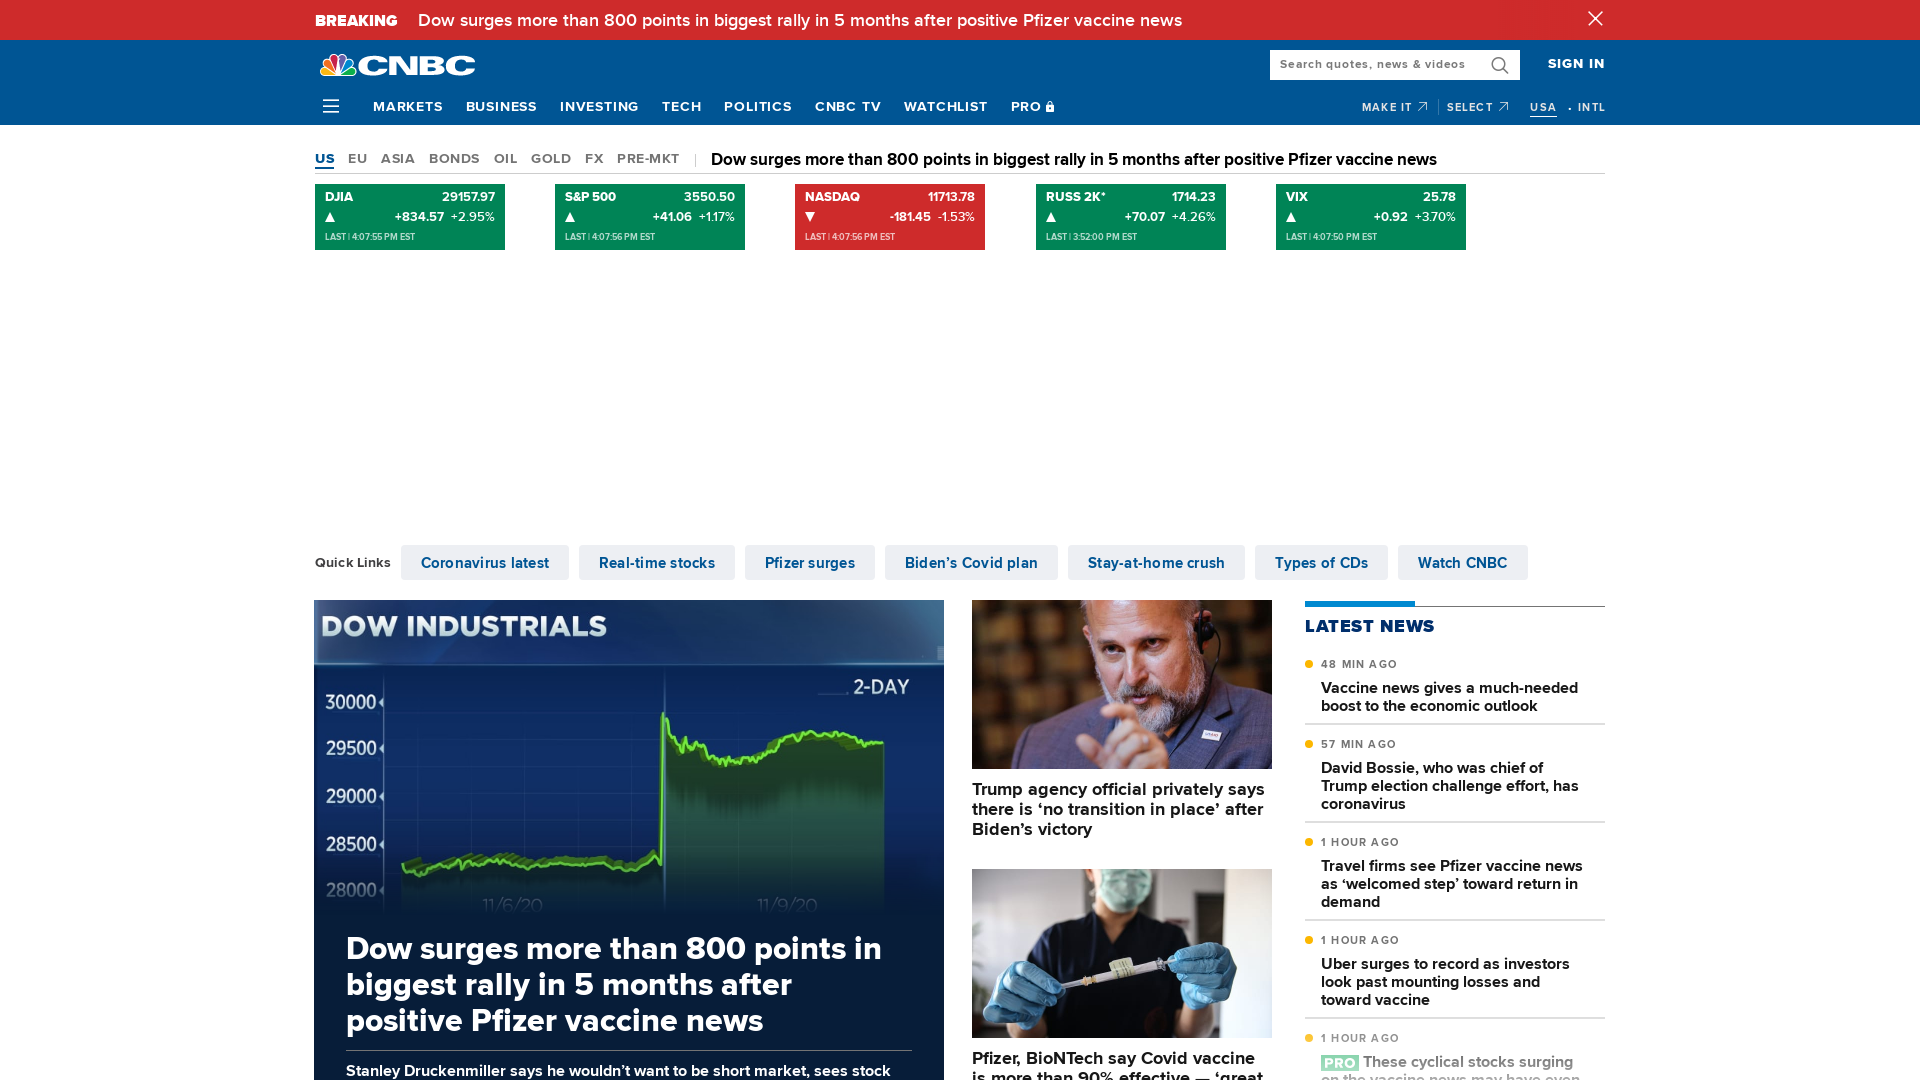 BREAKING Dow surges more than 800 points in biggest rally in 5 months after positive Pfizer vaccine news
CNBC
Search quotes, news & videos
SIGN IN
MARKETS BUSINESS INVESTING TECH POLITICS CNBC TV WATCHLIST PRO
MAKE IT SELECT USA • INTL
US EU ASIA BONDS OIL GOLD FX PRE-MKT
Dow surges more than 800 points in biggest rally in 5 months after positive Pfizer vaccine news
DJIA 29157.97
+834.57 +2.95%
LAST | 4:07:55 PM EST
S&P 500 3550.50
+41.06 +1.17%
LAST | 4:07:56 PM EST
NASDAQ 11713.78
-181.45 -1.53%
LAST | 4:07:56 PM EST
RUSS 2K* 1714.23
+70.07 +4.26%
LAST | 3:52:00 PM EST
VIX 25.78
+0.92 +3.70%
LAST | 4:07:50 PM EST
Quick Links Coronavirus latest Real-time stocks Pfizer surges Biden’s Covid plan Stay-at-home crush Types of CDs Watch CNBC
DOW INDUSTRIALS
2-DAY
30000
29500
29000
28500
28000
11/6/20 11/9/20
Dow surges more than 800 points in
biggest rally in 5 months after
positive Pfizer vaccine news
Stanley Druckenmiller says he wouldn’t want to be short market, sees stock
Trump agency official privately says
there is ‘no transition in place’ after
Biden’s victory
Pfizer, BioNTech say Covid vaccine
is more than 90% effective — ‘great
LATEST NEWS
48 MIN AGO
Vaccine news gives a much-needed
boost to the economic outlook
57 MIN AGO
David Bossie, who was chief of
Trump election challenge effort, has
coronavirus
1 HOUR AGO
Travel firms see Pfizer vaccine news
as ‘welcomed step’ toward return in
demand
1 HOUR AGO
Uber surges to record as investors
look past mounting losses and
toward vaccine
1 HOUR AGO
PRO These cyclical stocks surging
on the vaccine news may have even